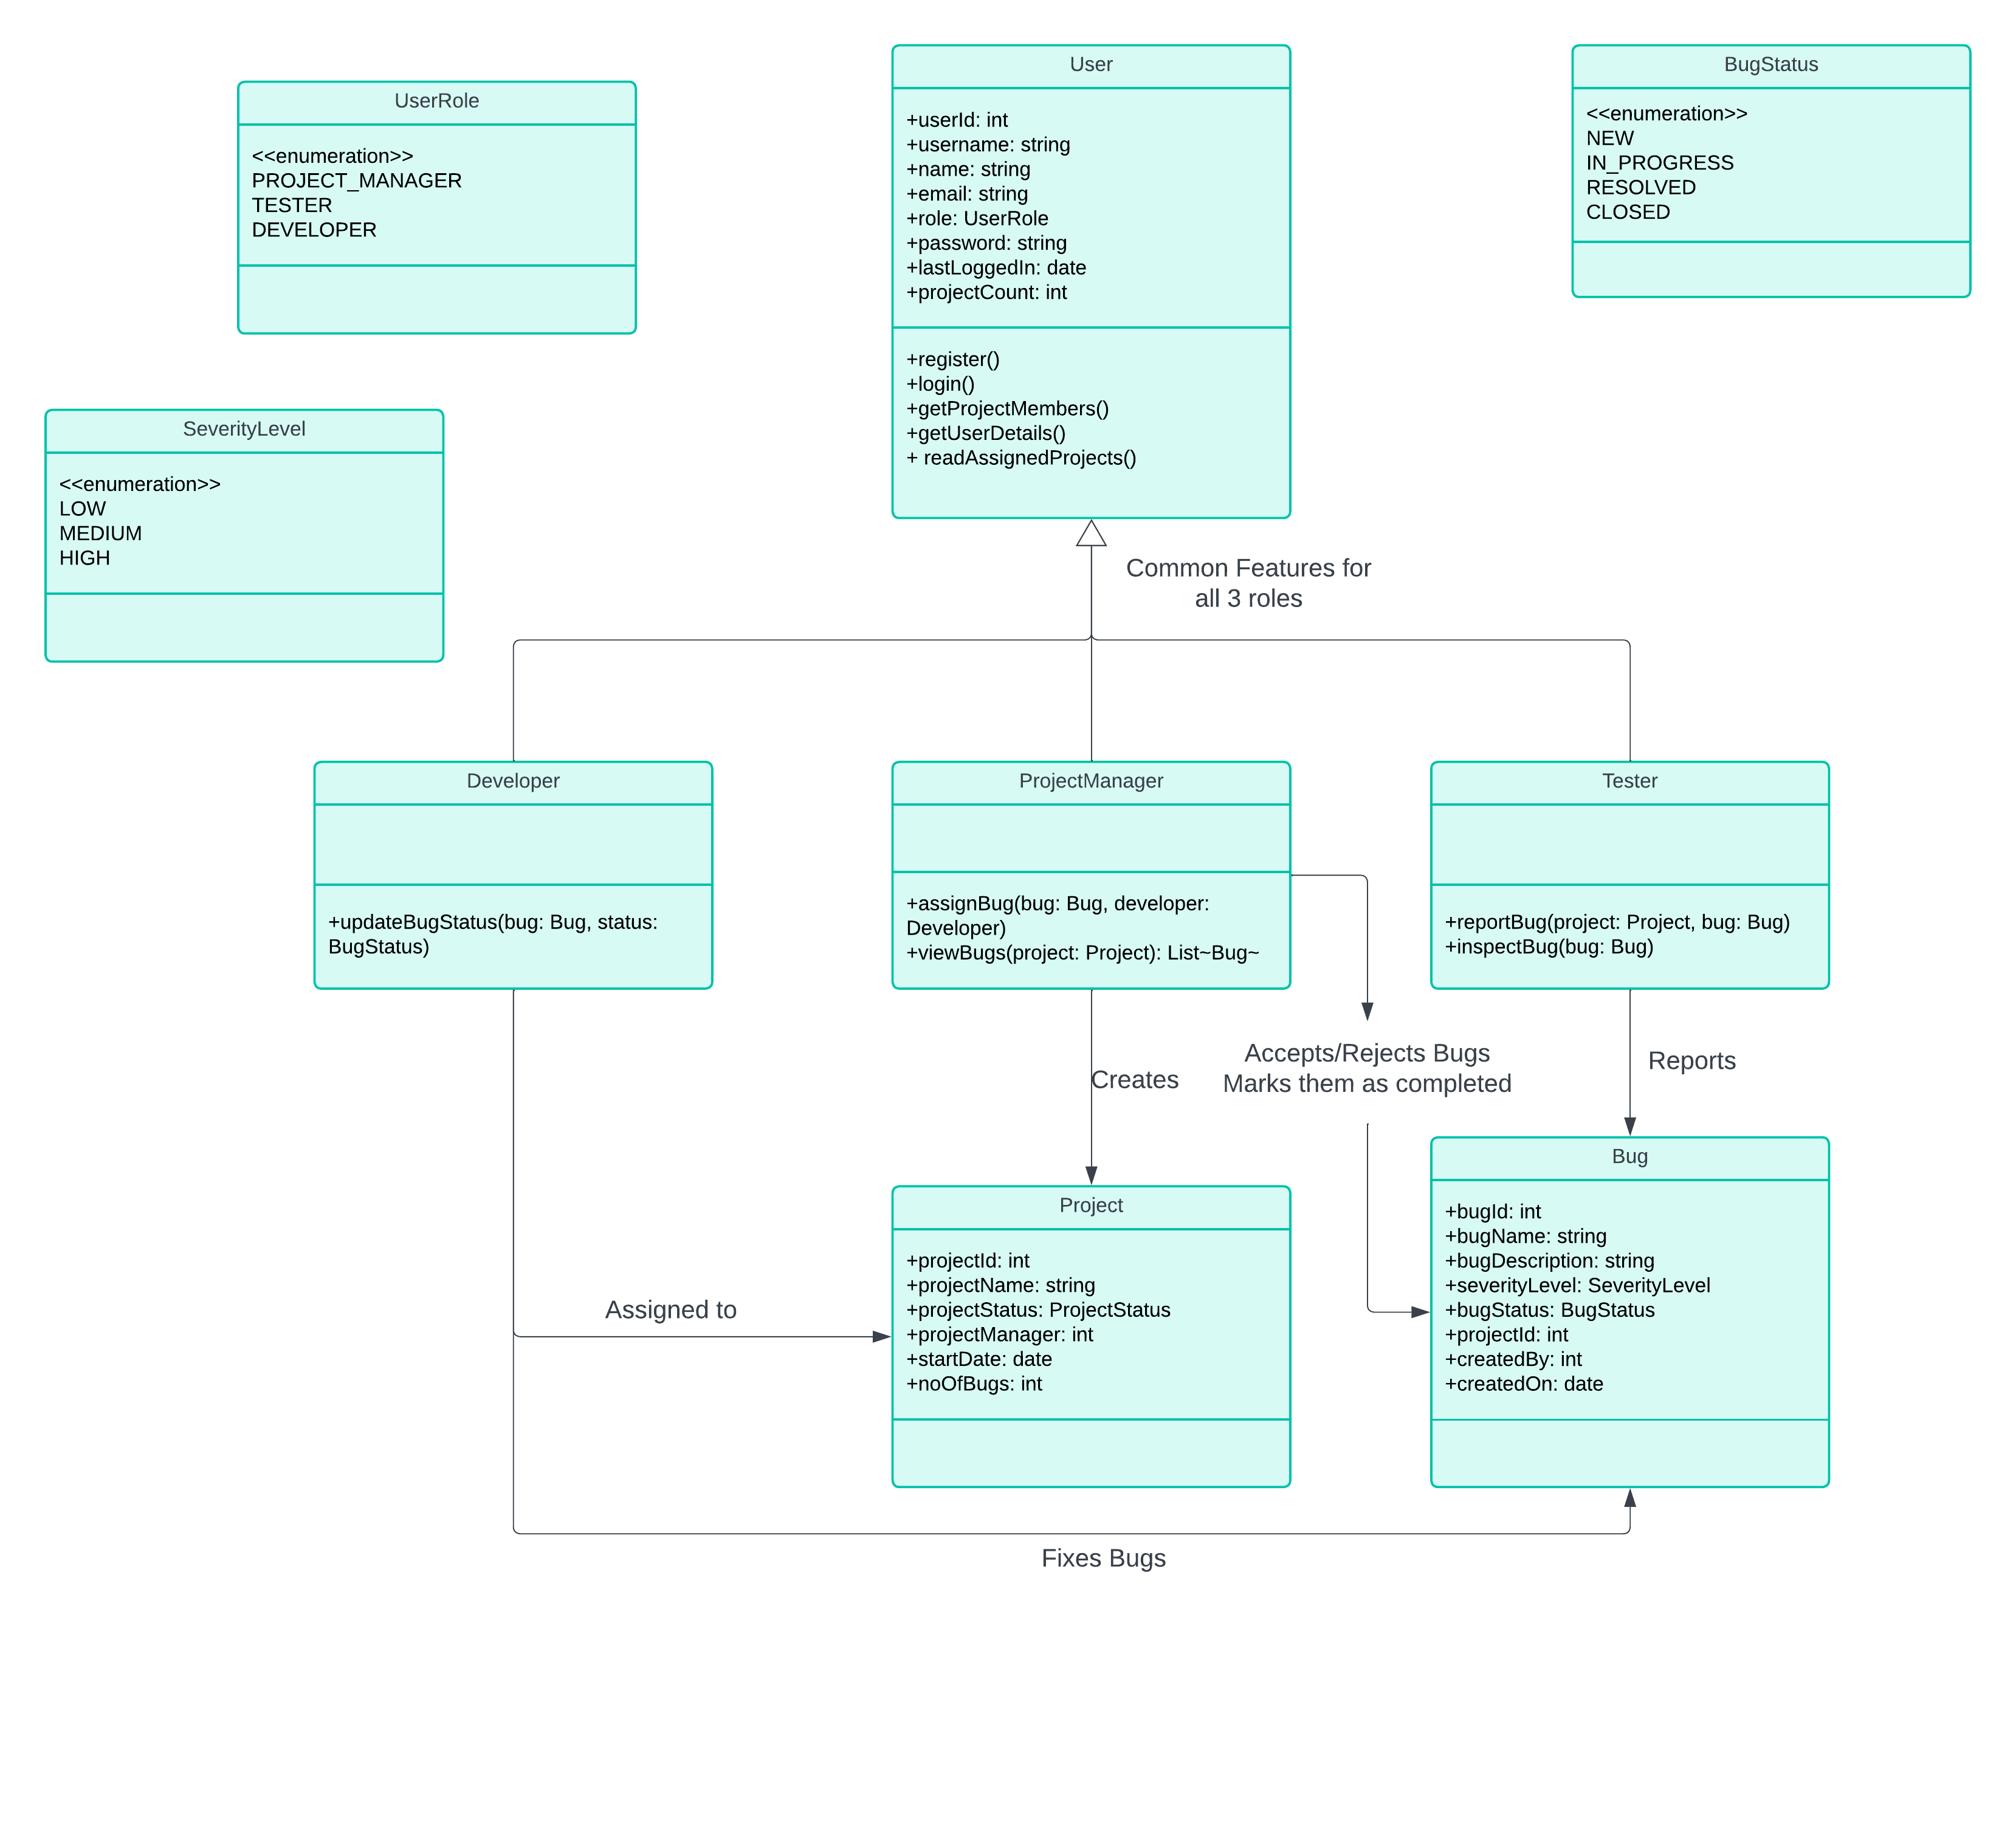 User
+userId: int
+username: string
+name: string
+email: string
+role: UserRole
+password: string
+lastLoggedIn: date
+projectCount: int
+register()
+login()
+getProjectMembers()
+getUserDetails()
+ readAssignedProjects()
BugStatus
<<enumeration>>
NEW
IN_PROGRESS
RESOLVED
CLOSED
UserRole
<<enumeration>>
PROJECT_MANAGER
TESTER
DEVELOPER
SeverityLevel
<<enumeration>>
LOW
MEDIUM
HIGH
Common Features for
all 3 roles
Developer
+updateBugStatus(bug: Bug, status:
BugStatus)
ProjectManager
+assignBug(bug: Bug, developer:
Developer)
+viewBugs(project: Project): List~Bug~
Tester
+reportBug(project: Project, bug: Bug)
+inspectBug(bug: Bug)
Creates
Accepts/Rejects Bugs
Marks them as completed
Reports
Project
+projectId: int
+projectName: string
+projectStatus: ProjectStatus
+projectManager: int
+startDate: date
+noOfBugs: int
Bug
+bugId: int
+bugName: string
+bugDescription: string
+severityLevel: SeverityLevel
+bugStatus: BugStatus
+projectId: int
+createdBy: int
+createdOn: date
Assigned to
Fixes Bugs